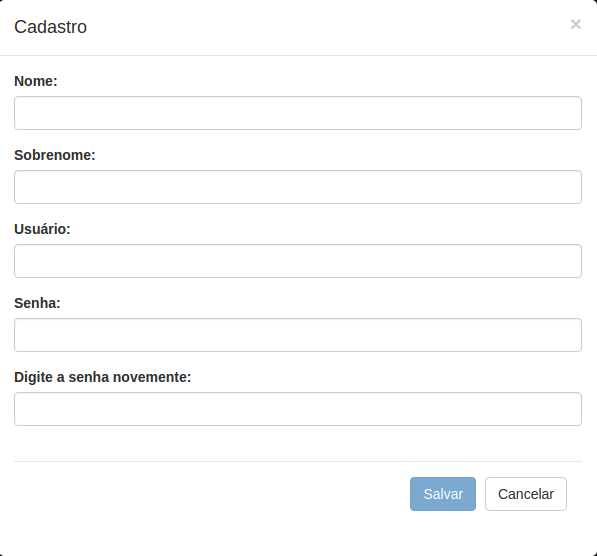 Cadastro ×
Nome:
Sobrenome:
Usuário:
Senha:
Digite a senha novemente:
Salvar Cancelar